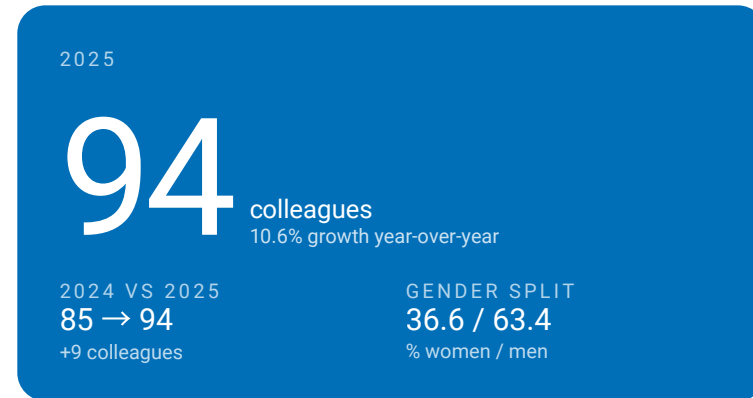 2025
94 colleagues
10.6% growth year-over-year
2024 VS 2025
85 → 94
+9 colleagues
GENDER SPLIT
36.6 / 63.4
% women / men